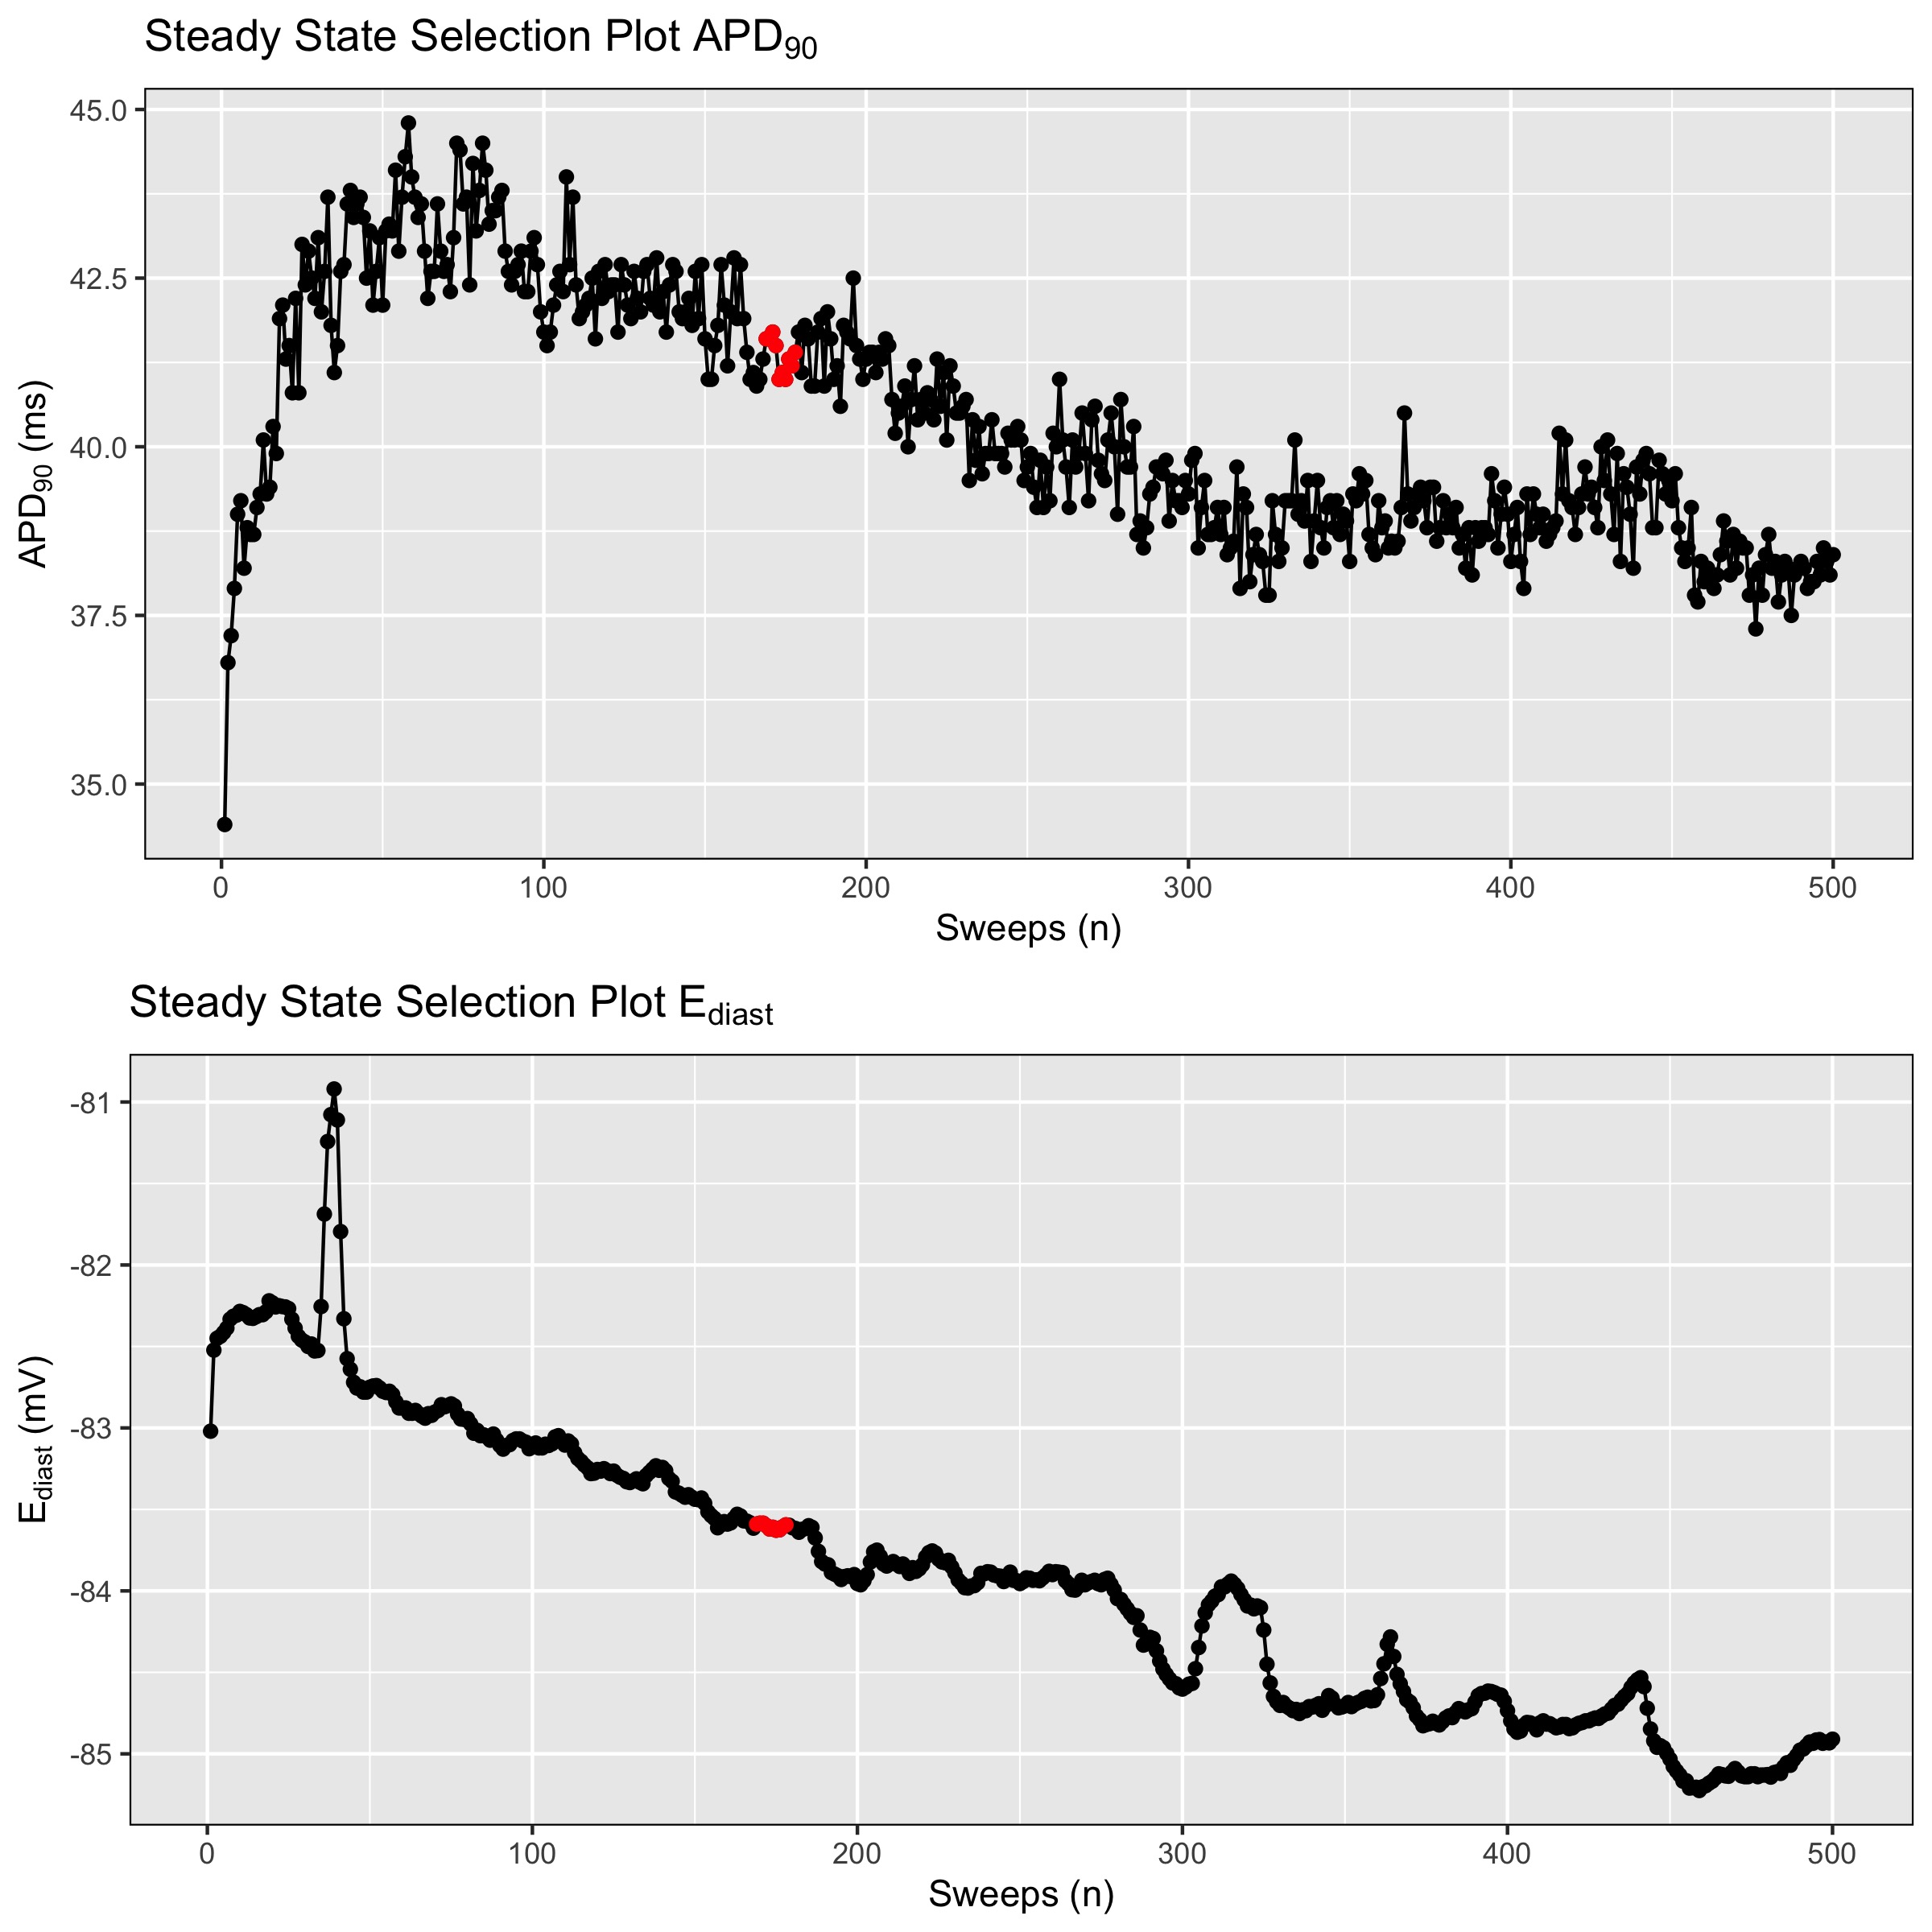 Steady State Selection Plot APD90
45.0
42.5
40.0
37.5
35.0
APD90 (ms)
0 100 200 300 400 500
Sweeps (n)
Steady State Selection Plot Ediast
-81
-82
-83
-84
-85
Ediast (mV)
0 100 200 300 400 500
Sweeps (n)